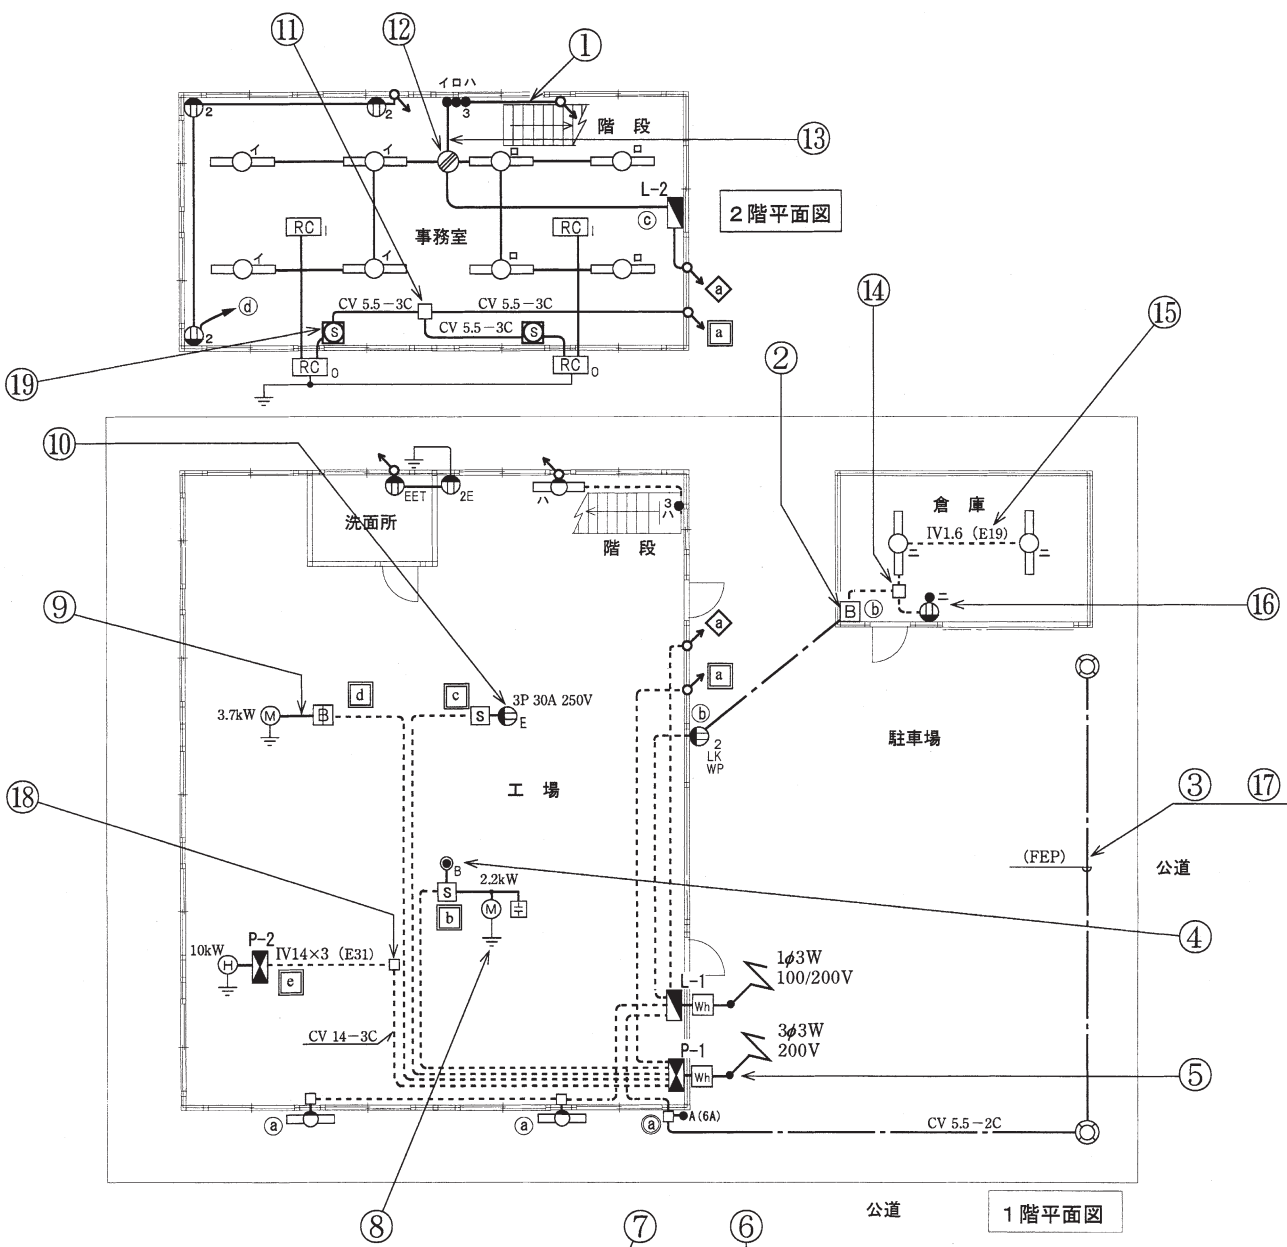 ⑪ ⑫ ①
イロハ
2 2 3
階段
⑬
イ イ ロ ロ
L-2
ⓒ
2階平面図
RC I RC I
事務室
イ イ ロ ロ
a
⑭
ⓓ
CV 5.5-3C CV 5.5-3C
⑮
2 S CV 5.5-3C S a
②
⑲ RC O RC O
⑩
EET 2E
洗面所
ハ
3
ハ
階段
倉庫
IV1.6 (E19)
ニ ニ
⑨
B ⓑ ニ ⑯
a
d c 3P 30A 250V a
3.7kW M B S E
ⓑ
2
LK
WP
駐車場
⑱
工場
③ ⑰
(FEP)
公道
B
2.2kW
S
b M
④
P-2
10kW H IV14×3 (E31)
e
1φ3W
100/200V
L-1
Wh
CV 14-3C
3φ3W
200V
P-1
Wh ⑤
A(6A)
ⓐ ⓐ ⓐ CV 5.5-2C
⑧ ⑦ ⑥
公道
1階平面図